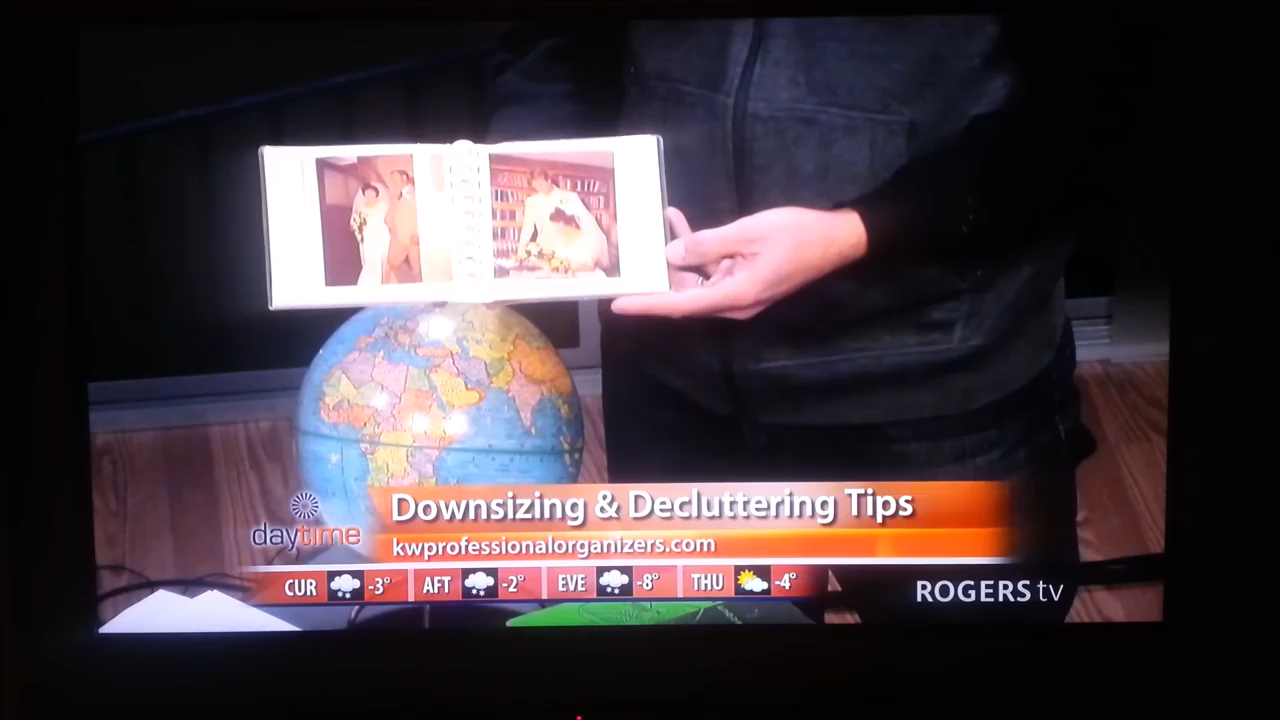 Downsizing & Decluttering Tips
daytime
kwprofessionalorganizers.com
CUR -3° AFT -2° EVE -8° THU -4°
ROGERS tv